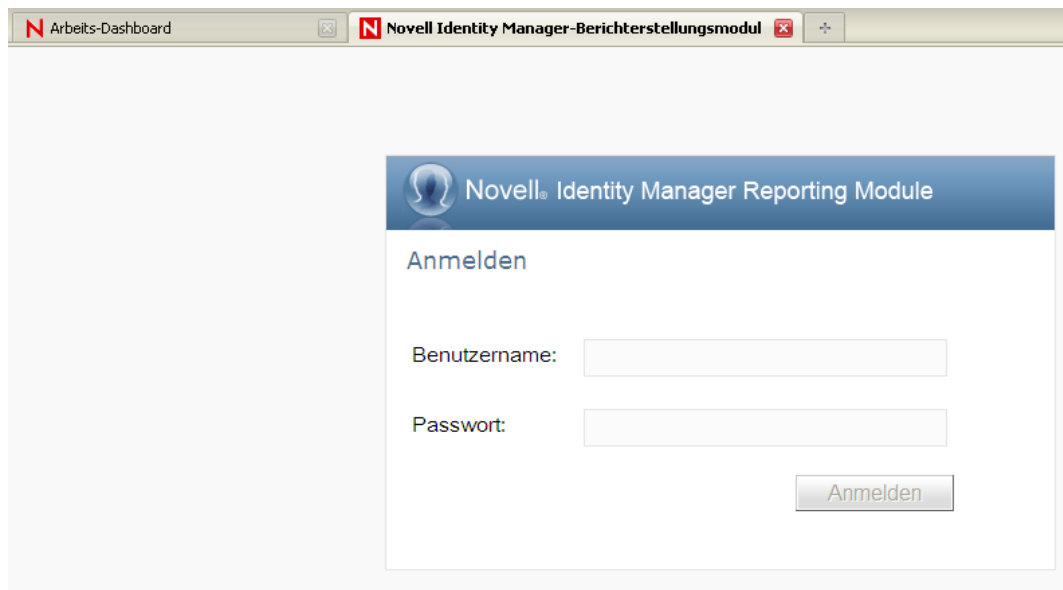 Arbeits-Dashboard
Novell Identity Manager-Berichterstellungsmodul
Novell® Identity Manager Reporting Module
Anmelden
Benutzername:
Passwort:
Anmelden